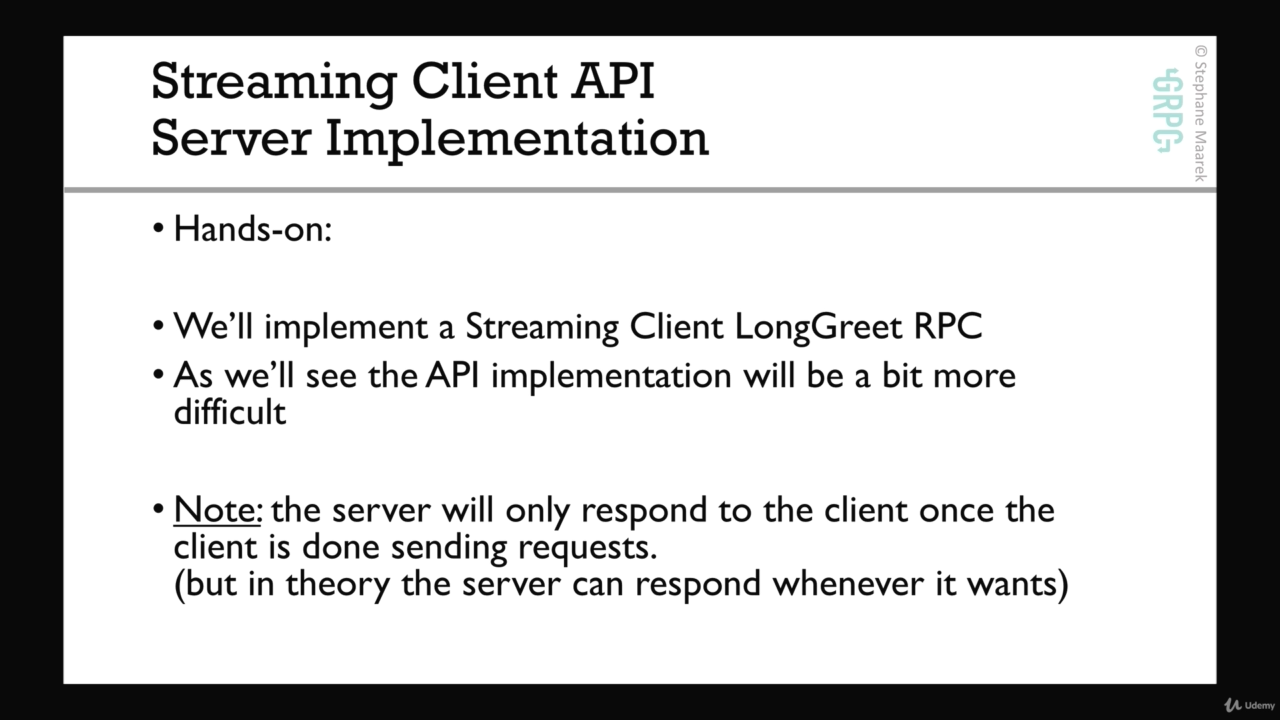 Streaming Client API
Server Implementation
GRPC
© Stephane Maarek
• Hands-on:
• We'll implement a Streaming Client LongGreet RPC
• As we'll see the API implementation will be a bit more
difficult
• Note: the server will only respond to the client once the
client is done sending requests.
(but in theory the server can respond whenever it wants)
Udemy